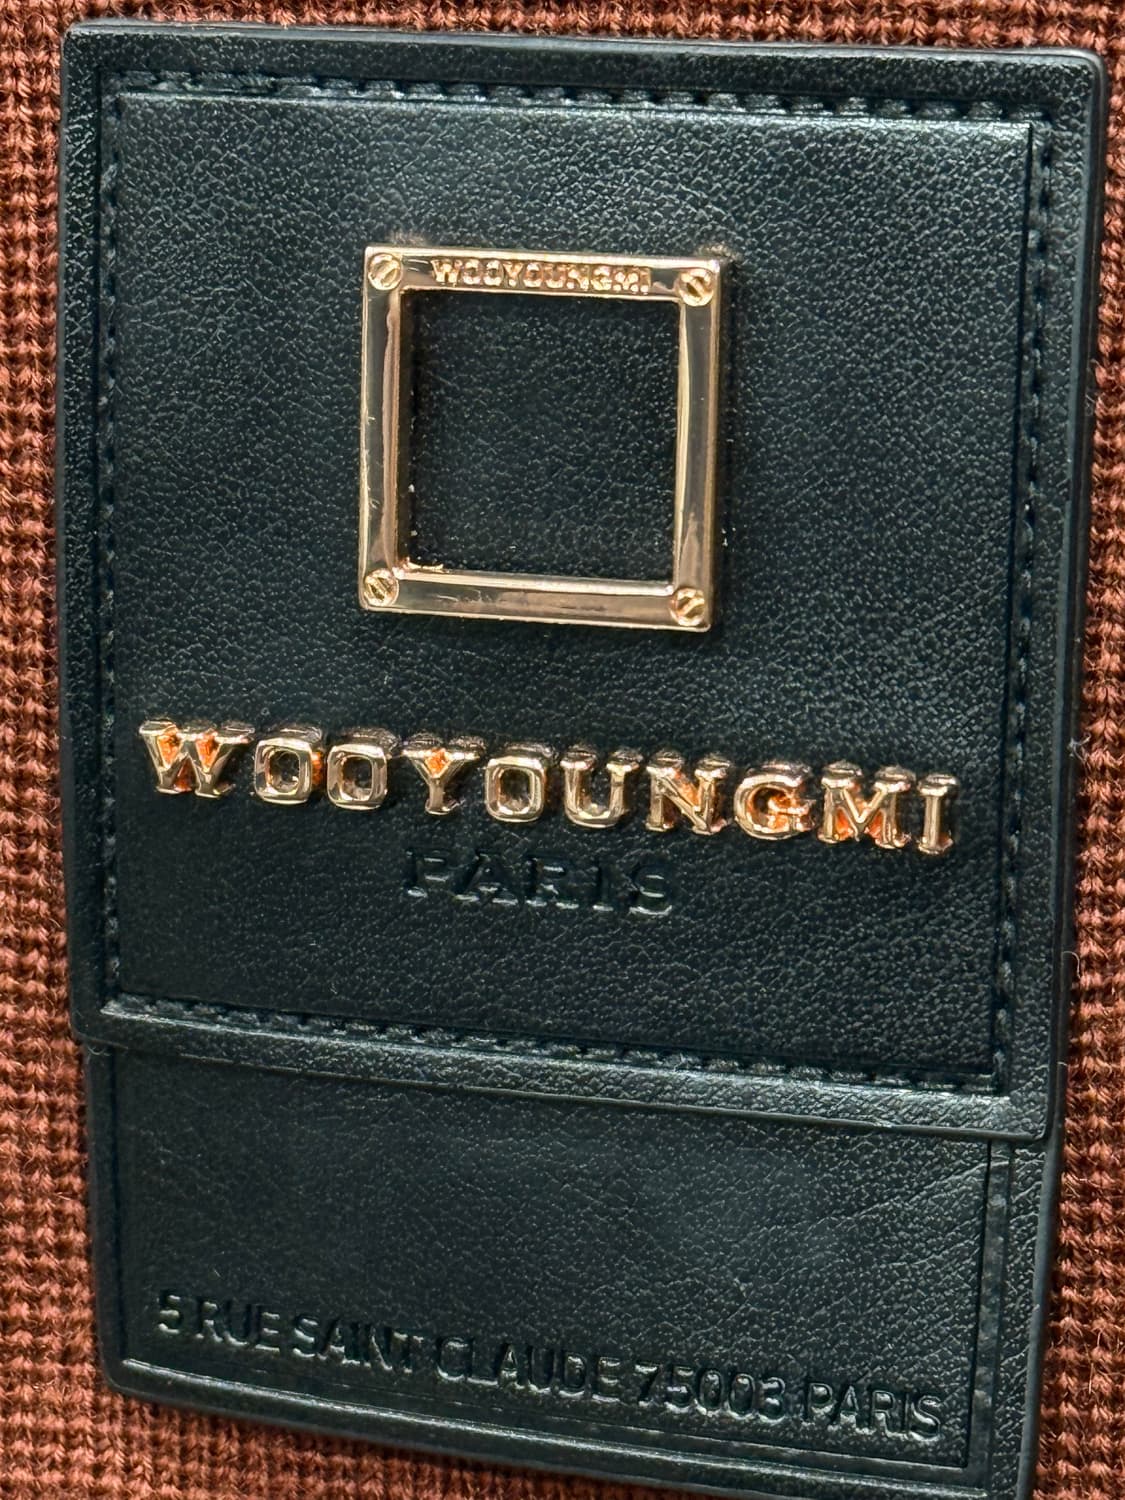 WOOYOUNGMI
WOOYOUNGMI
PARIS
5 RUE SAINT CLAUDE 75003 PARIS